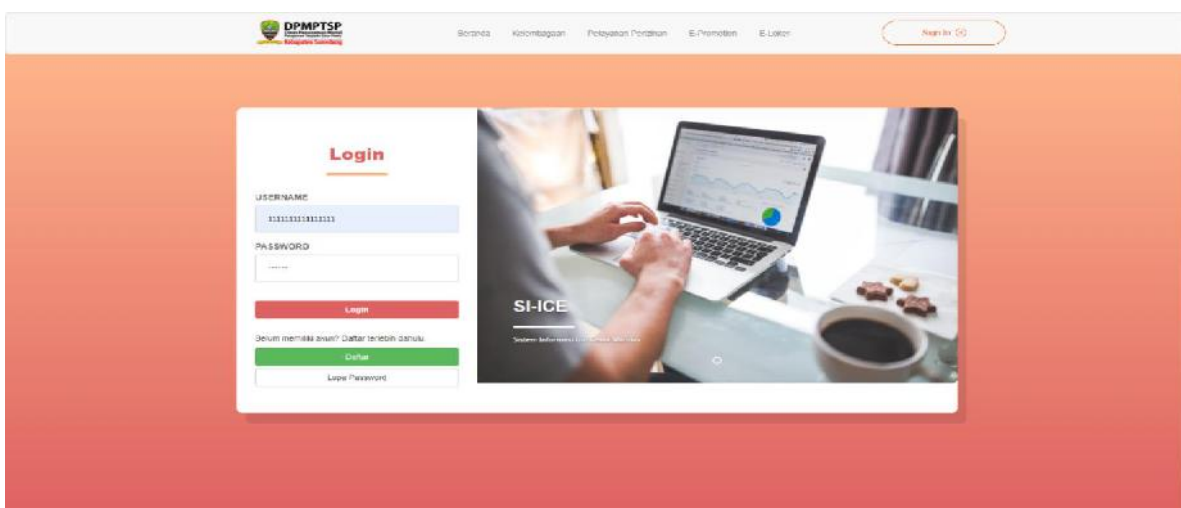 DPMPTSP
Beranda Kelembagaan Pelayanan Perizinan E-Promotion E-Loker
Sign In
Login
USERNAME
PASSWORD
Login
Belum memiliki akun? Daftar terlebih dahulu.
Daftar
Lupa Password
SI-ICE